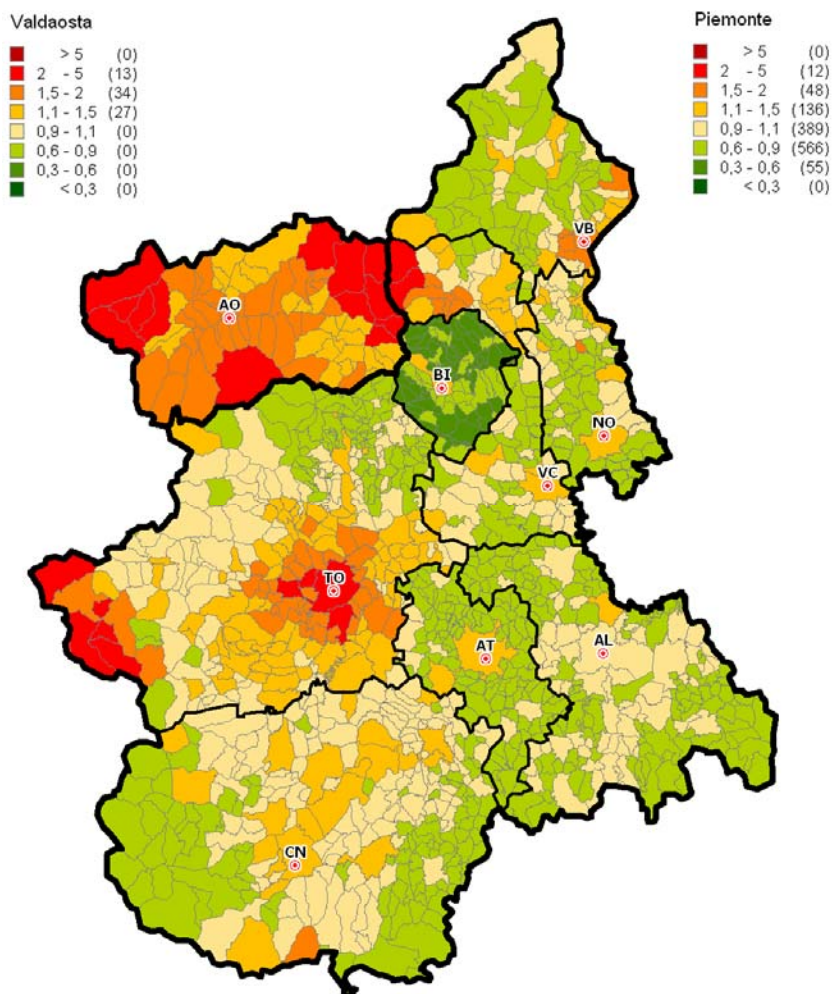 Valdaosta
> 5 (0)
2 - 5 (13)
1,5 - 2 (34)
1,1 - 1,5 (27)
0,9 - 1,1 (0)
0,6 - 0,9 (0)
0,3 - 0,6 (0)
< 0,3 (0)
Piemonte
> 5 (0)
2 - 5 (12)
1,5 - 2 (48)
1,1 - 1,5 (136)
0,9 - 1,1 (389)
0,6 - 0,9 (566)
0,3 - 0,6 (55)
< 0,3 (0)
VB
AO
BI
NO
VC
TO
AT
AL
CN